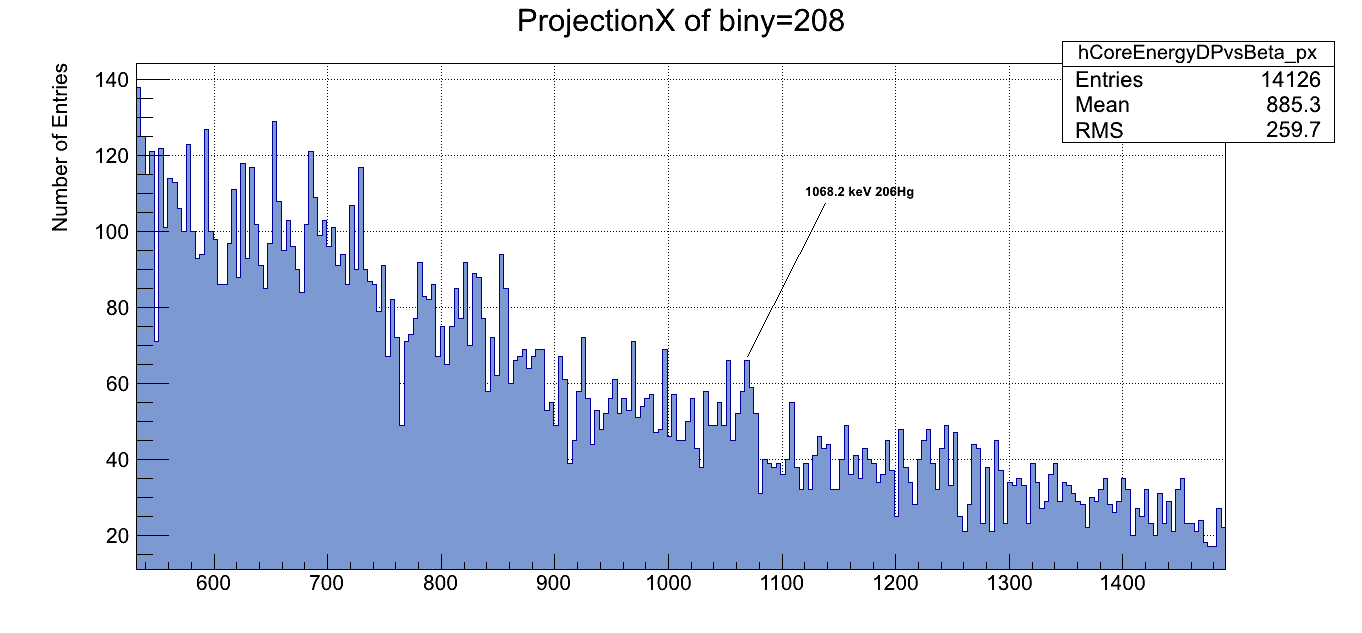 ProjectionX of biny=208
hCoreEnergyDPvsBeta_px
Entries 14126
Mean 885.3
RMS 259.7
Number of Entries
140
120
100
80
60
40
20
1068.2 keV 206Hg
600 700 800 900 1000 1100 1200 1300 1400